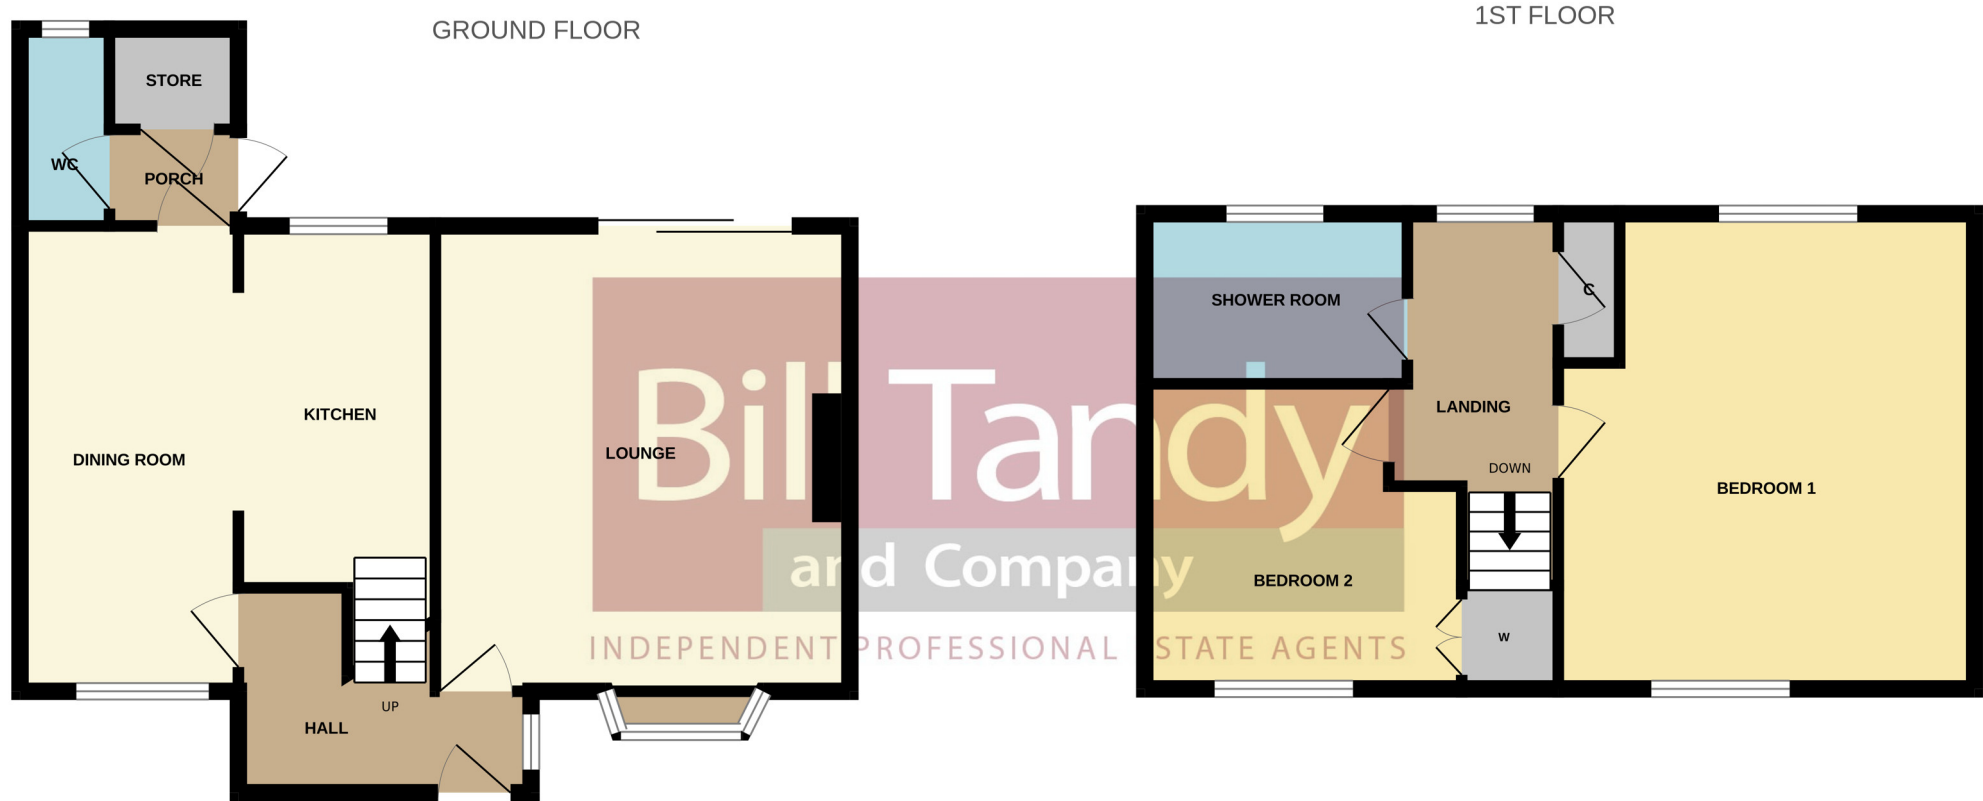 GROUND FLOOR
STORE
WC
PORCH
KITCHEN
DINING ROOM
LOUNGE
UP
HALL
1ST FLOOR
SHOWER ROOM
C
LANDING
DOWN
BEDROOM 1
BEDROOM 2
W
Bill Tandy
and Company
INDEPENDENT PROFESSIONAL ESTATE AGENTS